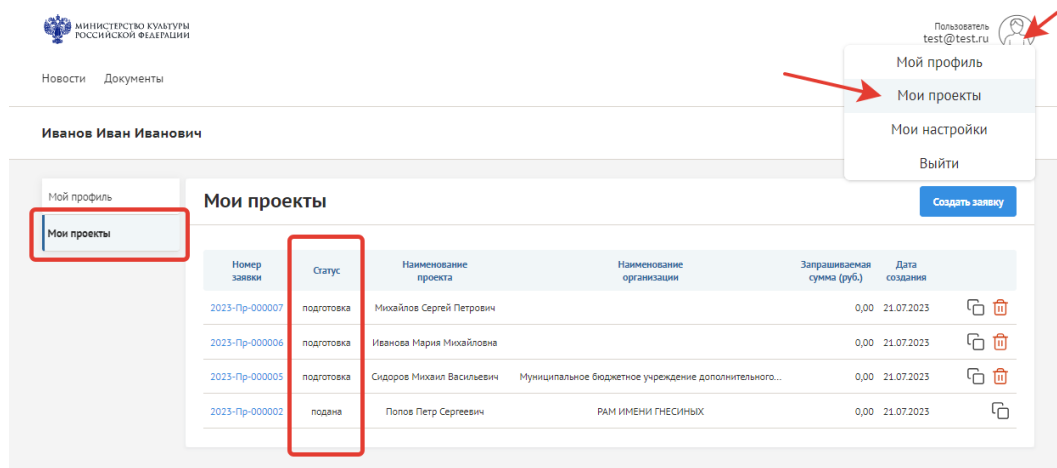 МИНИСТЕРСТВО КУЛЬТУРЫ
РОССИЙСКОЙ ФЕДЕРАЦИИ
Пользователь
test@test.ru
Новости Документы
Мой профиль
Мои проекты
Мои настройки
Выйти
Иванов Иван Иванович
Мой профиль
Мои проекты
Мои проекты
Создать заявку
Номер заявки Статус Наименование проекта Наименование организации Запрашиваемая сумма (руб.) Дата создания
2023-Пр-000007 подготовка Михайлов Сергей Петрович 0,00 21.07.2023
2023-Пр-000006 подготовка Иванова Мария Михайловна 0,00 21.07.2023
2023-Пр-000005 подготовка Сидоров Михаил Васильевич Муниципальное бюджетное учреждение дополнительного... 0,00 21.07.2023
2023-Пр-000002 подана Попов Петр Сергеевич РАМ ИМЕНИ ГНЕСИНЫХ 0,00 21.07.2023